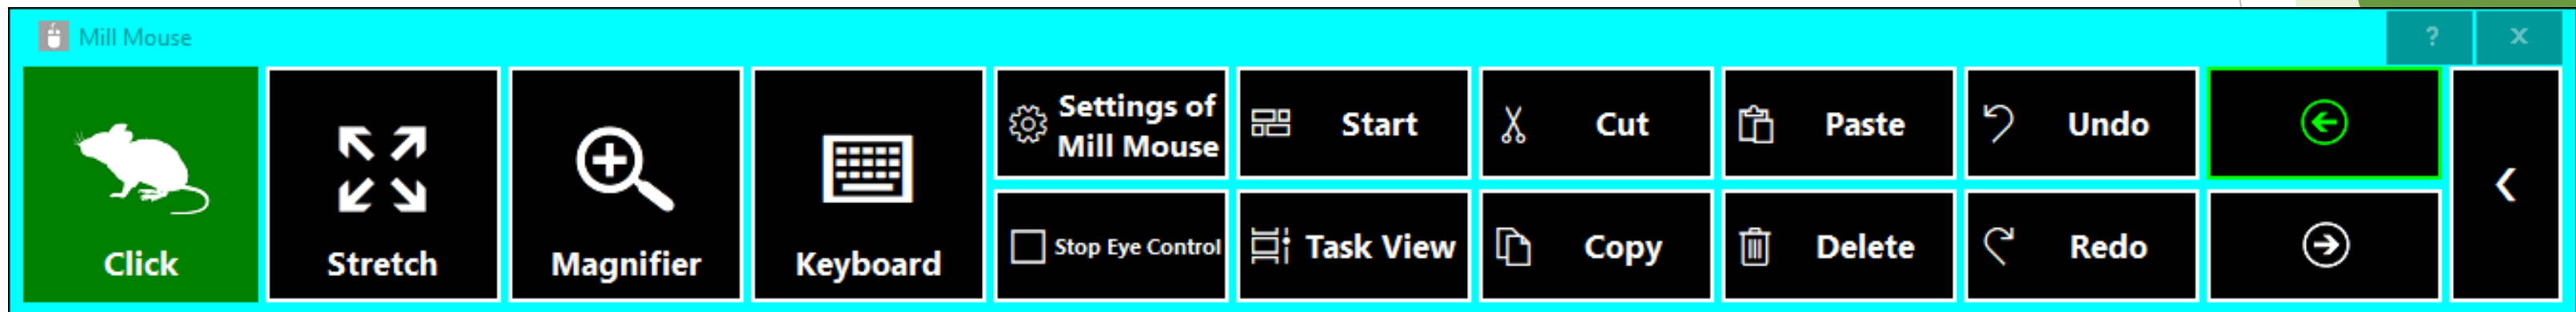 Mill Mouse
? x
Click
Stretch
Magnifier
Keyboard
Settings of
Mill Mouse
Stop Eye Control
Start
Task View
Cut
Copy
Paste
Delete
Undo
Redo